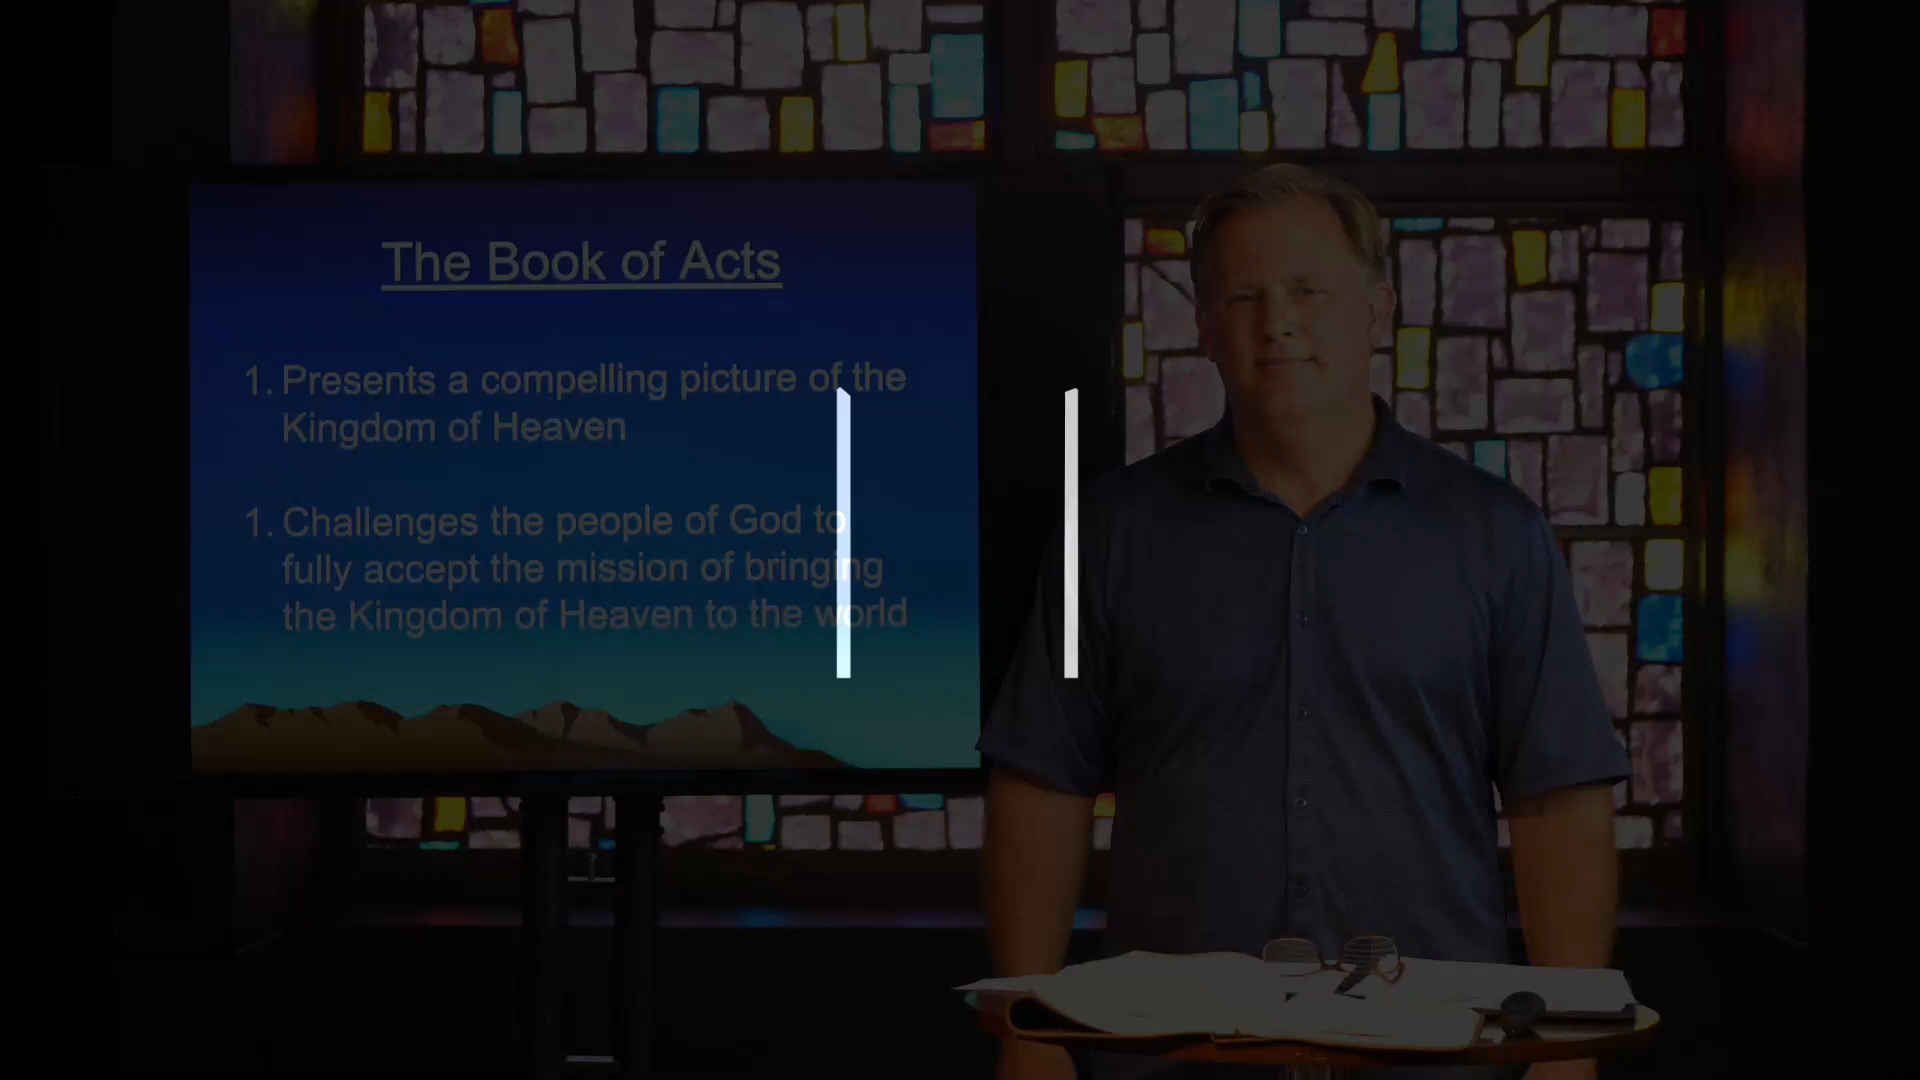 The Book of Acts
1. Presents a compelling picture of the
Kingdom of Heaven
1. Challenges the people of God to
fully accept the mission of bringing
the Kingdom of Heaven to the world